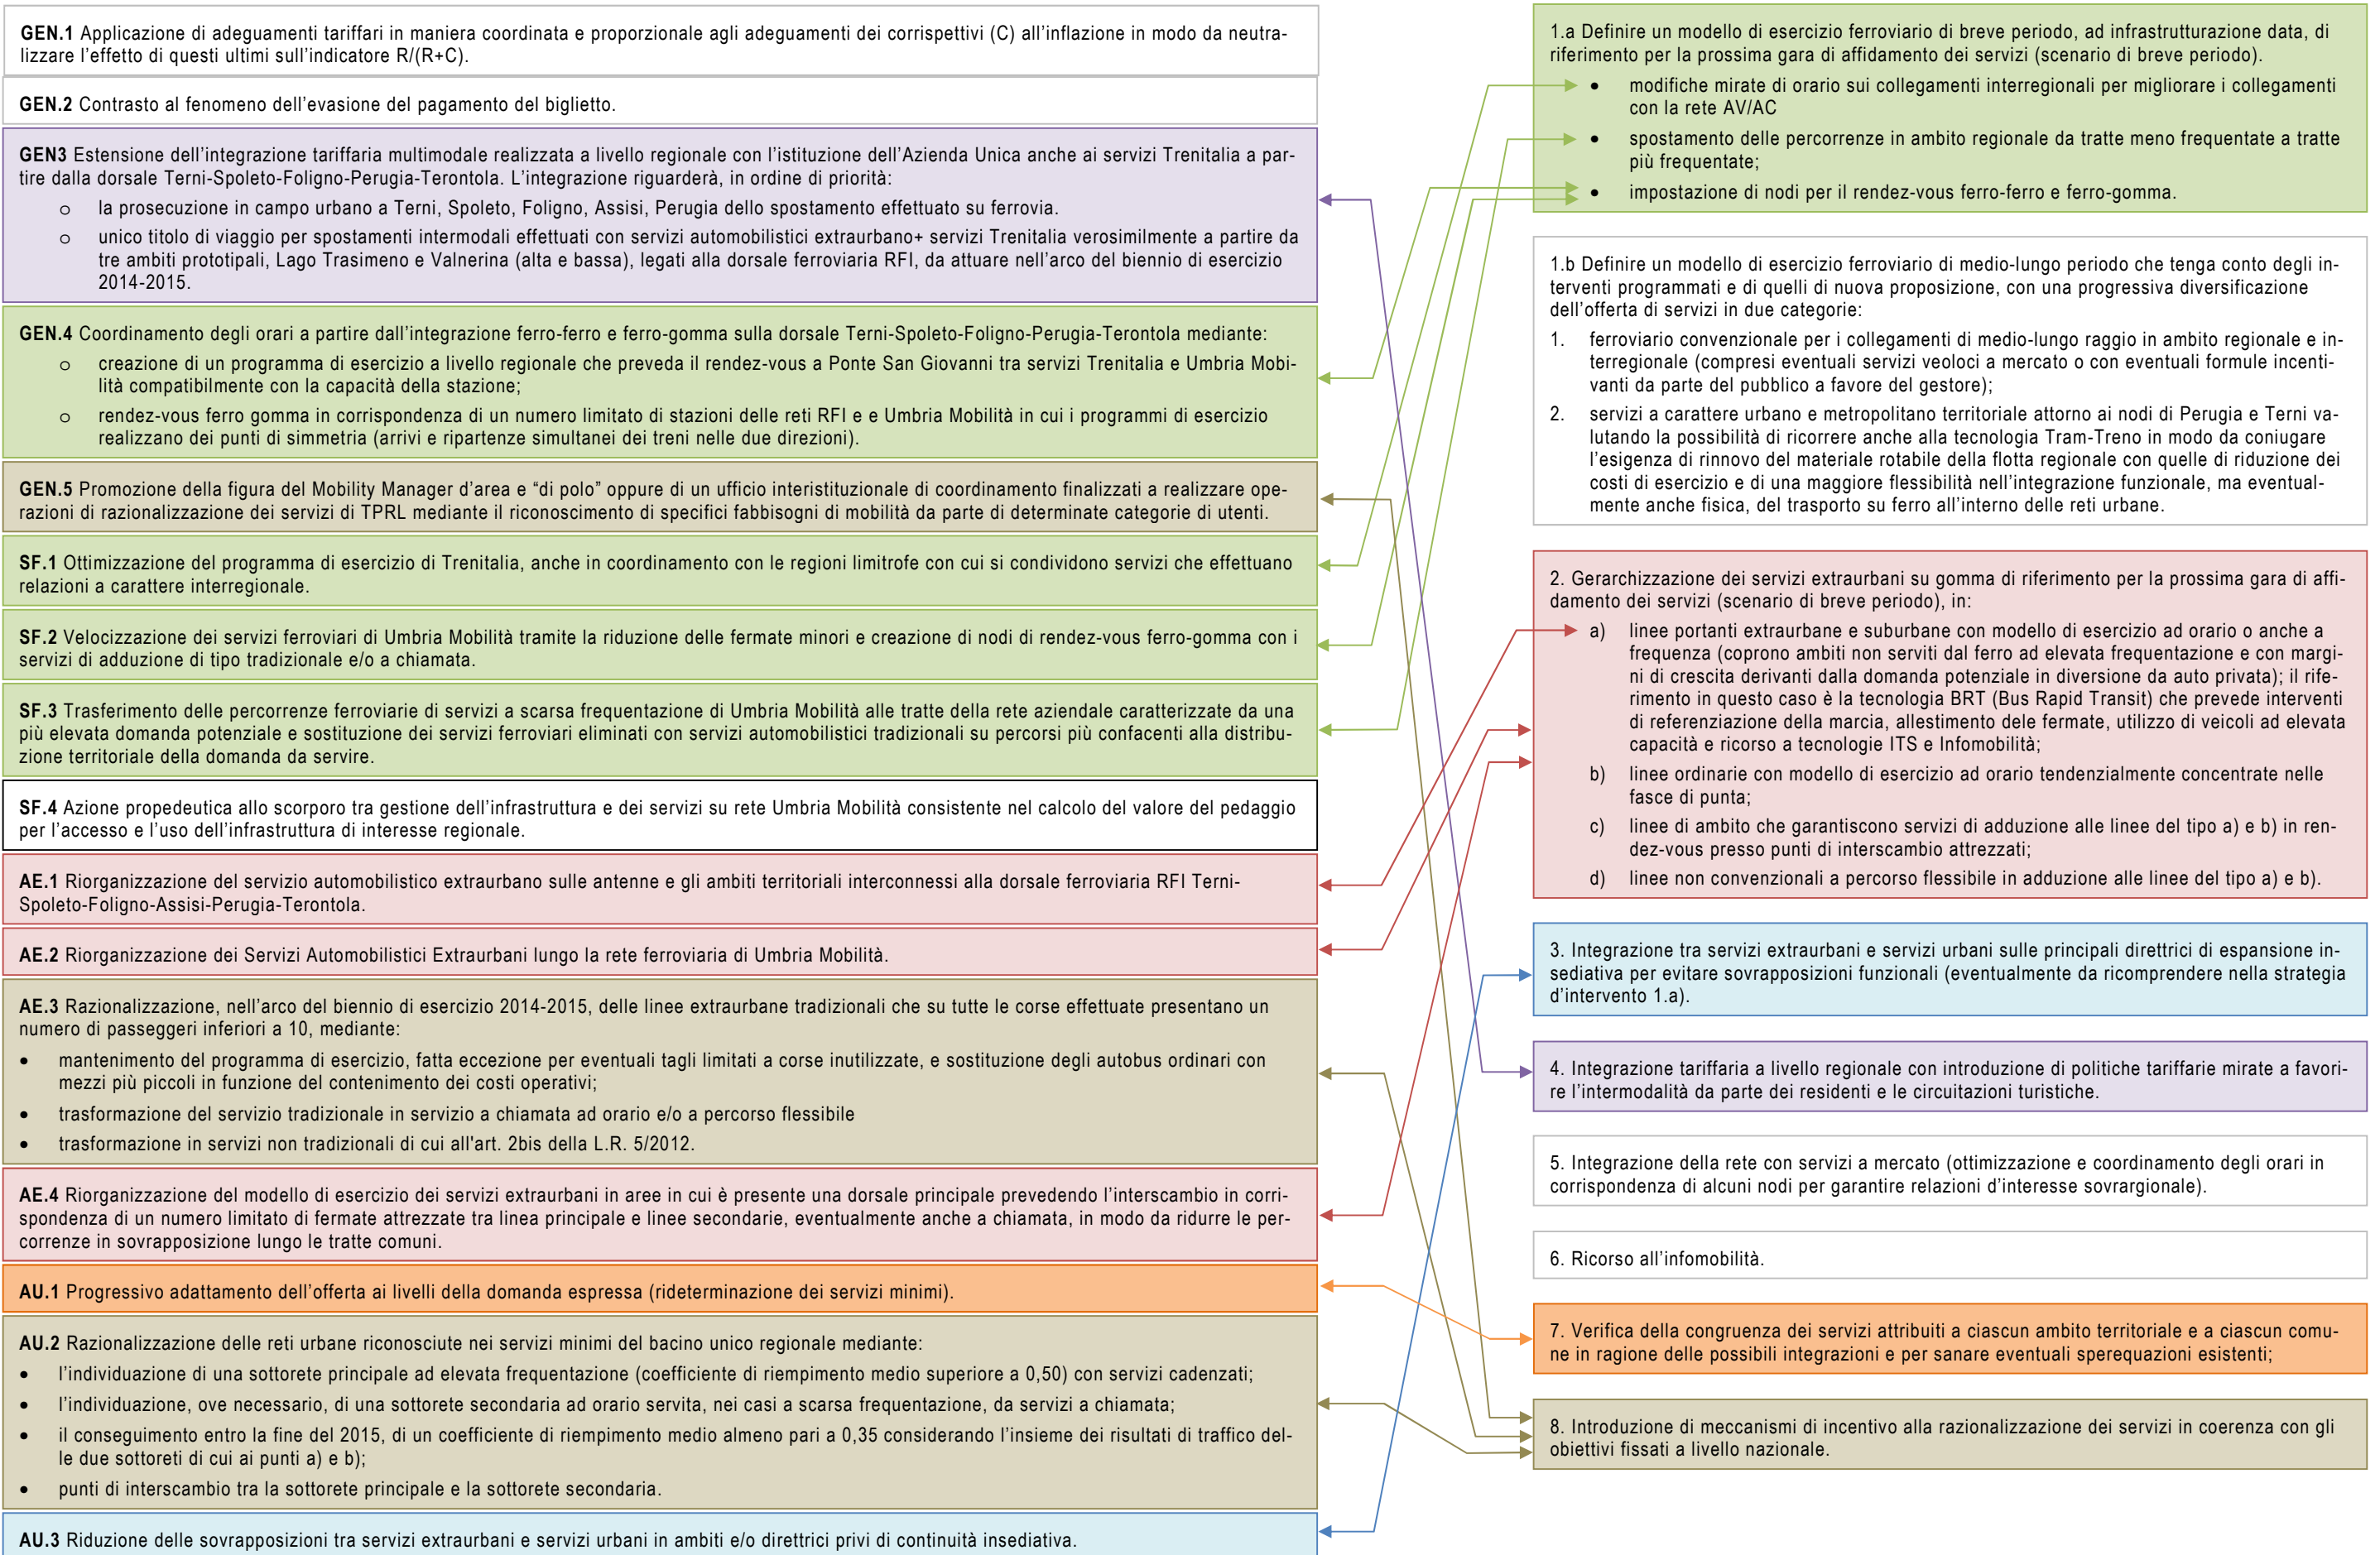 GEN.1 Applicazione di adeguamenti tariffari in maniera coordinata e proporzionale agli adeguamenti dei corrispettivi (C) all’inflazione in modo da neutra-
lizzare l’effetto di questi ultimi sull’indicatore R/(R+C).
GEN.2 Contrasto al fenomeno dell’evasione del pagamento del biglietto.
GEN3 Estensione dell’integrazione tariffaria multimodale realizzata a livello regionale con l’istituzione dell’Azienda Unica anche ai servizi Trenitalia a par-
tire dalla dorsale Terni-Spoleto-Foligno-Perugia-Terontola. L’integrazione riguarderà, in ordine di priorità:
o la prosecuzione in campo urbano a Terni, Spoleto, Foligno, Assisi, Perugia dello spostamento effettuato su ferrovia.
o unico titolo di viaggio per spostamenti intermodali effettuati con servizi automobilistici extraurbano+ servizi Trenitalia verosimilmente a partire da
tre ambiti prototipali, Lago Trasimeno e Valnerina (alta e bassa), legati alla dorsale ferroviaria RFI, da attuare nell’arco del biennio di esercizio
2014-2015.
GEN.4 Coordinamento degli orari a partire dall’integrazione ferro-ferro e ferro-gomma sulla dorsale Terni-Spoleto-Foligno-Perugia-Terontola mediante:
o creazione di un programma di esercizio a livello regionale che preveda il rendez-vous a Ponte San Giovanni tra servizi Trenitalia e Umbria Mobi-
lità compatibilmente con la capacità della stazione;
o rendez-vous ferro gomma in corrispondenza di un numero limitato di stazioni delle reti RFI e e Umbria Mobilità in cui i programmi di esercizio
realizzano dei punti di simmetria (arrivi e ripartenze simultanei dei treni nelle due direzioni).
GEN.5 Promozione della figura del Mobility Manager d’area e “di polo” oppure di un ufficio interistituzionale di coordinamento finalizzati a realizzare ope-
razioni di razionalizzazione dei servizi di TPRL mediante il riconoscimento di specifici fabbisogni di mobilità da parte di determinate categorie di utenti.
SF.1 Ottimizzazione del programma di esercizio di Trenitalia, anche in coordinamento con le regioni limitrofe con cui si condividono servizi che effettuano
relazioni a carattere interregionale.
SF.2 Velocizzazione dei servizi ferroviari di Umbria Mobilità tramite la riduzione delle fermate minori e creazione di nodi di rendez-vous ferro-gomma con i
servizi di adduzione di tipo tradizionale e/o a chiamata.
SF.3 Trasferimento delle percorrenze ferroviarie di servizi a scarsa frequentazione di Umbria Mobilità alle tratte della rete aziendale caratterizzate da una
più elevata domanda potenziale e sostituzione dei servizi ferroviari eliminati con servizi automobilistici tradizionali su percorsi più confacenti alla distribu-
zione territoriale della domanda da servire.
SF.4 Azione propedeutica allo scorporo tra gestione dell’infrastruttura e dei servizi su rete Umbria Mobilità consistente nel calcolo del valore del pedaggio
per l’accesso e l’uso dell’infrastruttura di interesse regionale.
AE.1 Riorganizzazione del servizio automobilistico extraurbano sulle antenne e gli ambiti territoriali interconnessi alla dorsale ferroviaria RFI Terni-
Spoleto-Foligno-Assisi-Perugia-Terontola.
AE.2 Riorganizzazione dei Servizi Automobilistici Extraurbani lungo la rete ferroviaria di Umbria Mobilità.
AE.3 Razionalizzazione, nell’arco del biennio di esercizio 2014-2015, delle linee extraurbane tradizionali che su tutte le corse effettuate presentano un
numero di passeggeri inferiori a 10, mediante:
• mantenimento del programma di esercizio, fatta eccezione per eventuali tagli limitati a corse inutilizzate, e sostituzione degli autobus ordinari con
mezzi più piccoli in funzione del contenimento dei costi operativi;
• trasformazione del servizio tradizionale in servizio a chiamata ad orario e/o a percorso flessibile
• trasformazione in servizi non tradizionali di cui all'art. 2bis della L.R. 5/2012.
AE.4 Riorganizzazione del modello di esercizio dei servizi extraurbani in aree in cui è presente una dorsale principale prevedendo l’interscambio in corri-
spondenza di un numero limitato di fermate attrezzate tra linea principale e linee secondarie, eventualmente anche a chiamata, in modo da ridurre le per-
correnze in sovrapposizione lungo le tratte comuni.
AU.1 Progressivo adattamento dell’offerta ai livelli della domanda espressa (rideterminazione dei servizi minimi).
AU.2 Razionalizzazione delle reti urbane riconosciute nei servizi minimi del bacino unico regionale mediante:
• l’individuazione di una sottorete principale ad elevata frequentazione (coefficiente di riempimento medio superiore a 0,50) con servizi cadenzati;
• l’individuazione, ove necessario, di una sottorete secondaria ad orario servita, nei casi a scarsa frequentazione, da servizi a chiamata;
• il conseguimento entro la fine del 2015, di un coefficiente di riempimento medio almeno pari a 0,35 considerando l’insieme dei risultati di traffico del-
le due sottoreti di cui ai punti a) e b);
• punti di interscambio tra la sottorete principale e la sottorete secondaria.
AU.3 Riduzione delle sovrapposizioni tra servizi extraurbani e servizi urbani in ambiti e/o direttrici privi di continuità insediativa.
1.a Definire un modello di esercizio ferroviario di breve periodo, ad infrastrutturazione data, di
riferimento per la prossima gara di affidamento dei servizi (scenario di breve periodo).
• modifiche mirate di orario sui collegamenti interregionali per migliorare i collegamenti
con la rete AV/AC
• spostamento delle percorrenze in ambito regionale da tratte meno frequentate a tratte
più frequentate;
• impostazione di nodi per il rendez-vous ferro-ferro e ferro-gomma.
1.b Definire un modello di esercizio ferroviario di medio-lungo periodo che tenga conto degli in-
terventi programmati e di quelli di nuova proposizione, con una progressiva diversificazione
dell’offerta di servizi in due categorie:
1. ferroviario convenzionale per i collegamenti di medio-lungo raggio in ambito regionale e in-
terregionale (compresi eventuali servizi veoloci a mercato o con eventuali formule incenti-
vanti da parte del pubblico a favore del gestore);
2. servizi a carattere urbano e metropolitano territoriale attorno ai nodi di Perugia e Terni va-
lutando la possibilità di ricorrere anche alla tecnologia Tram-Treno in modo da coniugare
l’esigenza di rinnovo del materiale rotabile della flotta regionale con quelle di riduzione dei
costi di esercizio e di una maggiore flessibilità nell’integrazione funzionale, ma eventual-
mente anche fisica, del trasporto su ferro all’interno delle reti urbane.
2. Gerarchizzazione dei servizi extraurbani su gomma di riferimento per la prossima gara di affi-
damento dei servizi (scenario di breve periodo), in:
a) linee portanti extraurbane e suburbane con modello di esercizio ad orario o anche a
frequenza (coprono ambiti non serviti dal ferro ad elevata frequentazione e con margi-
ni di crescita derivanti dalla domanda potenziale in diversione da auto privata); il rife-
rimento in questo caso è la tecnologia BRT (Bus Rapid Transit) che prevede interventi
di referenziazione della marcia, allestimento dele fermate, utilizzo di veicoli ad elevata
capacità e ricorso a tecnologie ITS e Infomobilità;
b) linee ordinarie con modello di esercizio ad orario tendenzialmente concentrate nelle
fasce di punta;
c) linee di ambito che garantiscono servizi di adduzione alle linee del tipo a) e b) in ren-
dez-vous presso punti di interscambio attrezzati;
d) linee non convenzionali a percorso flessibile in adduzione alle linee del tipo a) e b).
3. Integrazione tra servizi extraurbani e servizi urbani sulle principali direttrici di espansione in-
sediativa per evitare sovrapposizioni funzionali (eventualmente da ricomprendere nella strategia
d’intervento 1.a).
4. Integrazione tariffaria a livello regionale con introduzione di politiche tariffarie mirate a favori-
re l’intermodalità da parte dei residenti e le circuitazioni turistiche.
5. Integrazione della rete con servizi a mercato (ottimizzazione e coordinamento degli orari in
corrispondenza di alcuni nodi per garantire relazioni d’interesse sovrargionale).
6. Ricorso all’infomobilità.
7. Verifica della congruenza dei servizi attribuiti a ciascun ambito territoriale e a ciascun comu-
ne in ragione delle possibili integrazioni e per sanare eventuali sperequazioni esistenti;
8. Introduzione di meccanismi di incentivo alla razionalizzazione dei servizi in coerenza con gli
obiettivi fissati a livello nazionale.